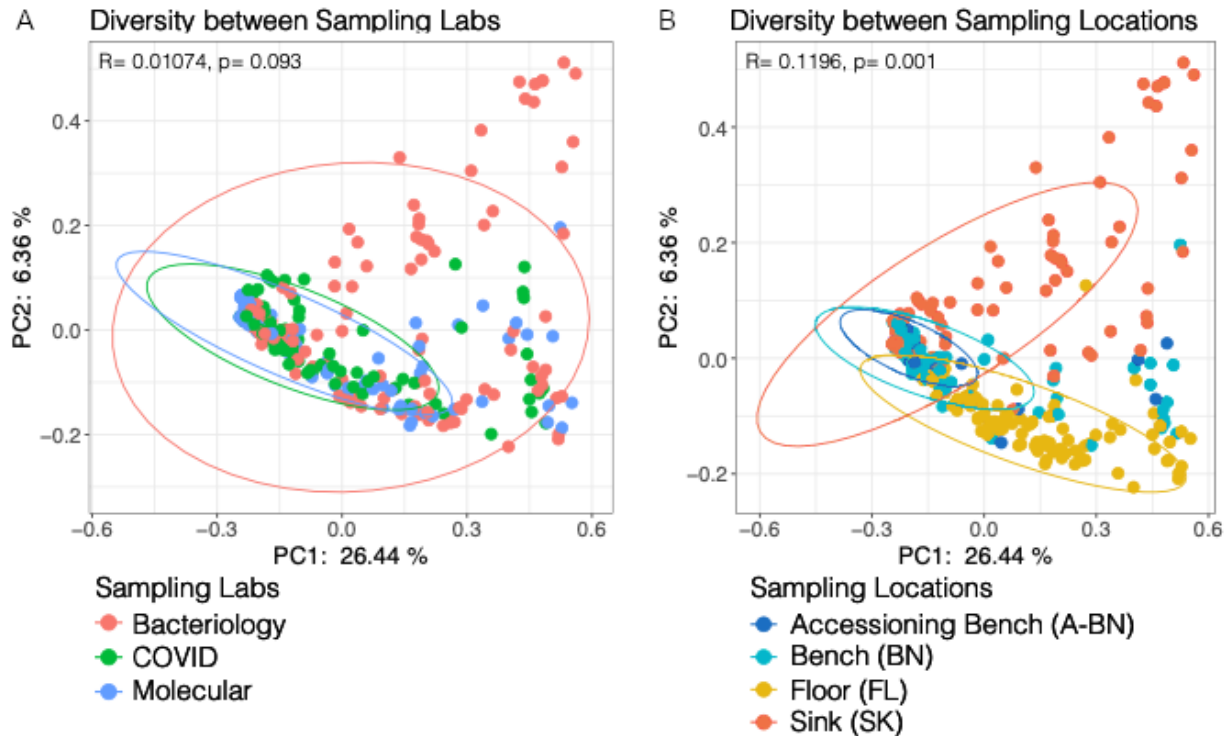 A
Diversity between Sampling Labs
R= 0.01074, p= 0.093
0.4
0.2
0.0
−0.2
PC2: 6.36 %
−0.6
−0.3
0.0
0.3
0.6
PC1: 26.44 %
Sampling Labs
Bacteriology
COVID
Molecular
B
Diversity between Sampling Locations
R= 0.1196, p= 0.001
0.4
0.2
0.0
−0.2
PC2: 6.36 %
−0.6
−0.3
0.0
0.3
0.6
PC1: 26.44 %
Sampling Locations
Accessioning Bench (A-BN)
Bench (BN)
Floor (FL)
Sink (SK)